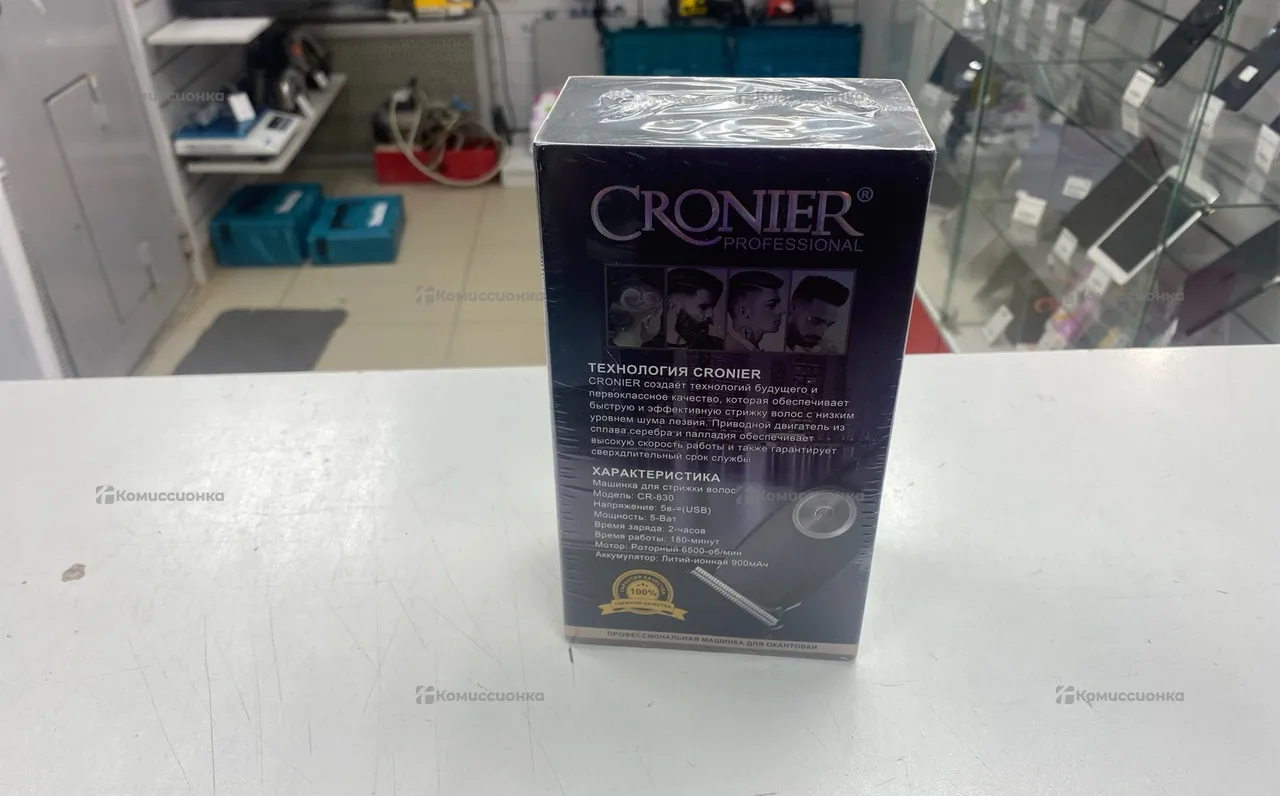 CRONIER®
PROFESSIONAL
ТЕХНОЛОГИЯ CRONIER
CRONIER создаёт технологий будущего и
первоклассное качество, которая обеспечивает
быструю и эффективную стрижку волос с низким
уровнем шума лезвия. Приводной двигатель из
сплава серебра и палладия обеспечивает
высокую скорость работы и также гарантирует
сверхдлительный срок службы
ХАРАКТЕРИСТИКА
Машинка для стрижки волос
Модель: CR-830
Напряжение: 5в-=(USB)
Мощность: 5-Ват
Время заряда: 2-часов
Время работы: 180-минут
Мотор: Роторный 6500-об/мин
Аккумулятор: Литий-ионная 900мАч
100%
ПРОФЕССИОНАЛЬНАЯ МАШИНКА ДЛЯ ОКАНТОВКИ
Комиссионка
Комиссионка
Комиссионка
Комиссионка
Комиссионка